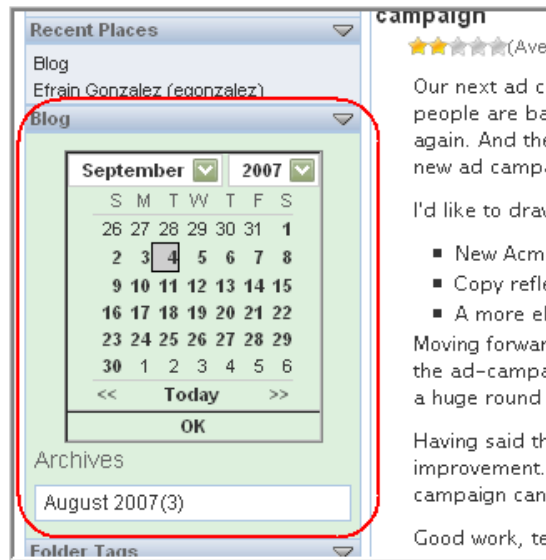 Recent Places
Blog
Efrain Gonzalez (egonzalez)
Blog
September 2007
S M T W T F S
26 27 28 29 30 31 1
2 3 4 5 6 7 8
9 10 11 12 13 14 15
16 17 18 19 20 21 22
23 24 25 26 27 28 29
30 1 2 3 4 5 6
<< Today >>
OK
Archives
August 2007(3)
Folder Tags
campaign
(Ave
Our next ad c
people are ba
again. And the
new ad campa
I'd like to drav
New Acm
Copy refle
A more el
Moving forwar
the ad-campa
a huge round
Having said th
improvement.
campaign can
Good work, te